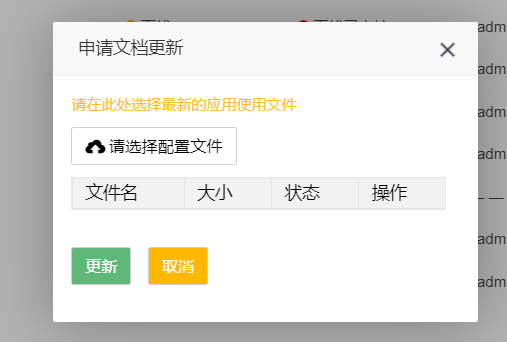 adm
申请文档更新
adm
请在此处选择最新的应用使用文件
adm
请选择配置文件
adm
文件名 大小 状态 操作
adm
更新 取消
adm